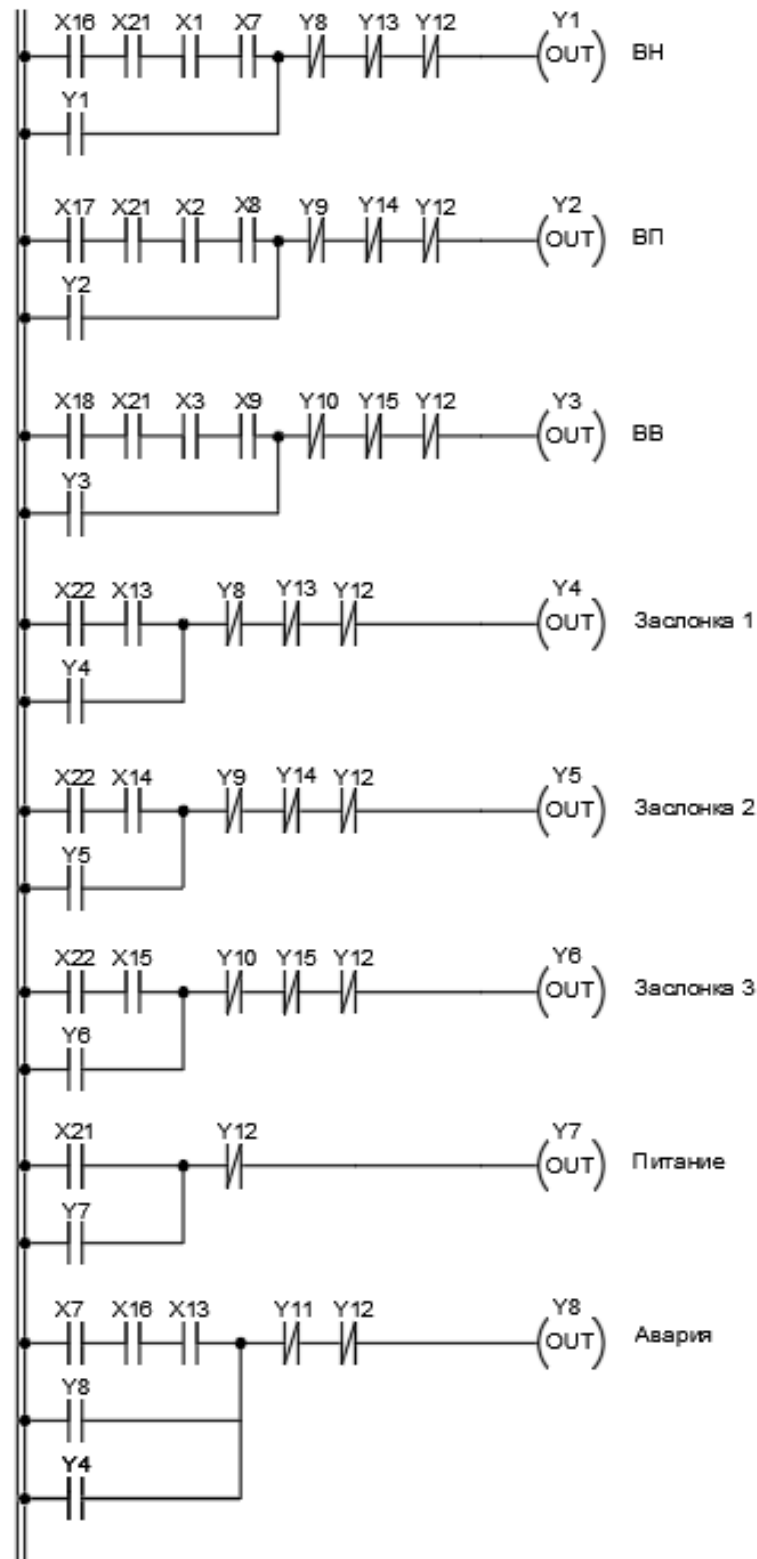 X16 X21 X1 X7 Y8 Y13 Y12 Y1
(OUT) ВН
Y1
X17 X21 X2 X8 Y9 Y14 Y12 Y2
(OUT) ВП
Y2
X18 X21 X3 X9 Y10 Y15 Y12 Y3
(OUT) ВВ
Y3
X22 X13 Y8 Y13 Y12 Y4
(OUT) Заслонка 1
Y4
X22 X14 Y9 Y14 Y12 Y5
(OUT) Заслонка 2
Y5
X22 X15 Y10 Y15 Y12 Y6
(OUT) Заслонка 3
Y6
X21 Y12 Y7
(OUT) Питание
Y7
X7 X16 X13 Y11 Y12 Y8
(OUT) Авария
Y8
Y4